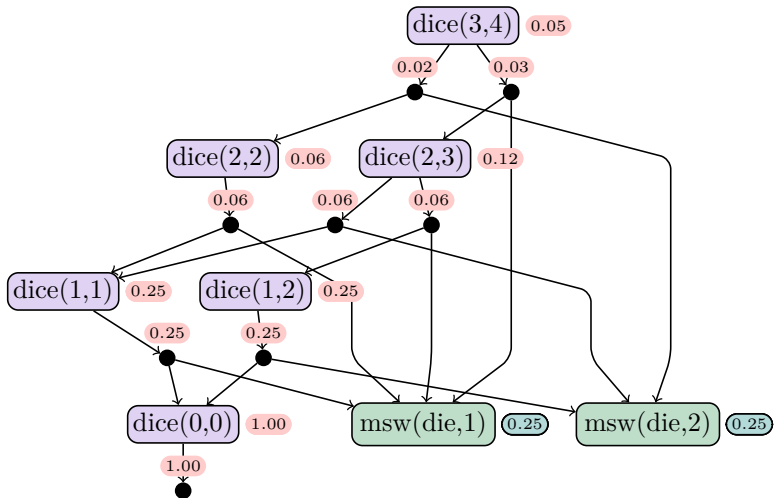 dice(3,4) 0.05
0.02 0.03
dice(2,2) 0.06 dice(2,3) 0.12
0.06 0.06 0.06
dice(1,1) 0.25 dice(1,2) 0.25
0.25 0.25
dice(0,0) 1.00 msw(die,1) 0.25 msw(die,2) 0.25
1.00